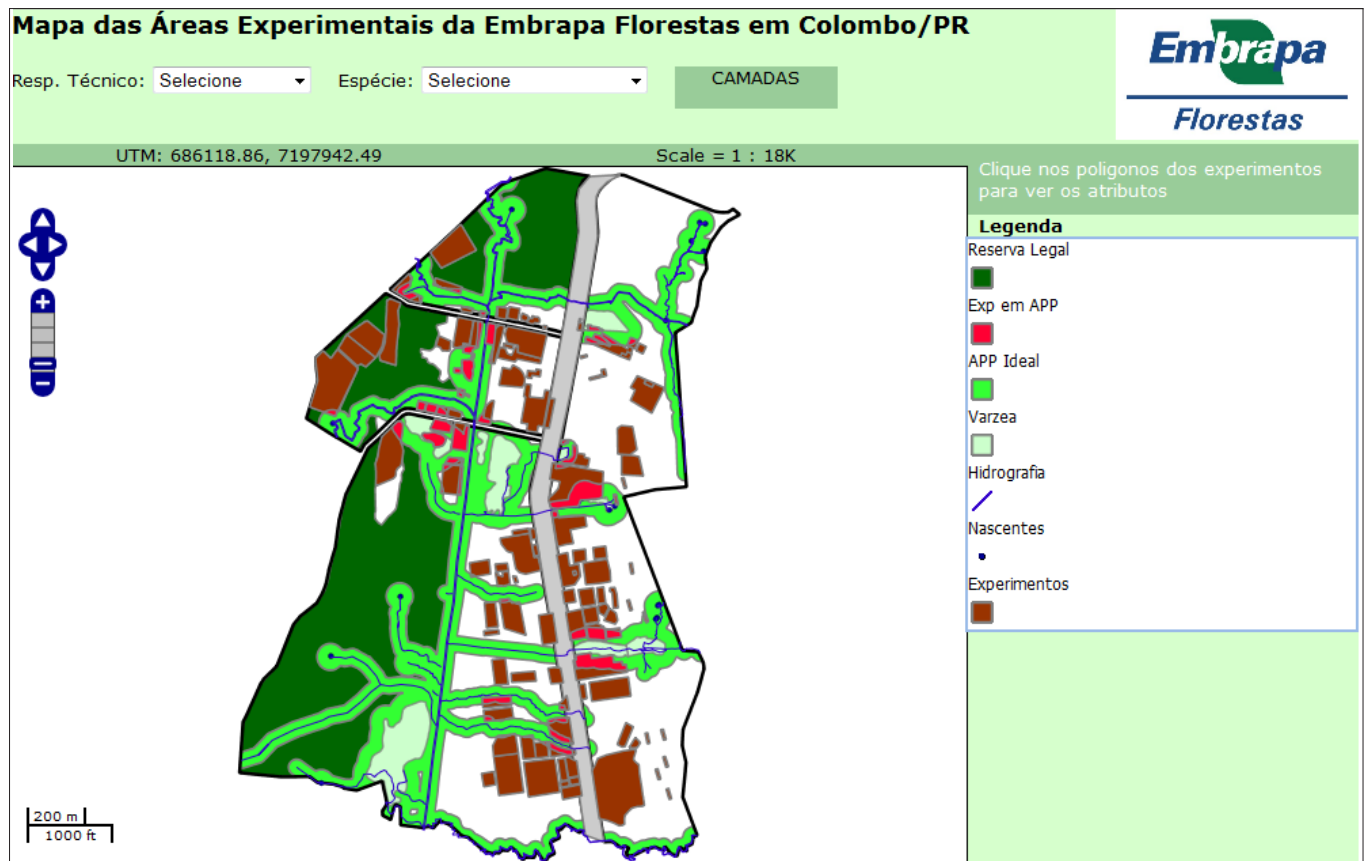 Mapa das Áreas Experimentais da Embrapa Florestas em Colombo/PR
Resp. Técnico: Selecione Espécie: Selecione CAMADAS
Embrapa
Florestas
UTM: 686118.86, 7197942.49 Scale = 1 : 18K
Clique nos poligonos dos experimentos
para ver os atributos
Legenda
Reserva Legal
Exp em APP
APP Ideal
Varzea
Hidrografia
Nascentes
Experimentos
200 m
1000 ft